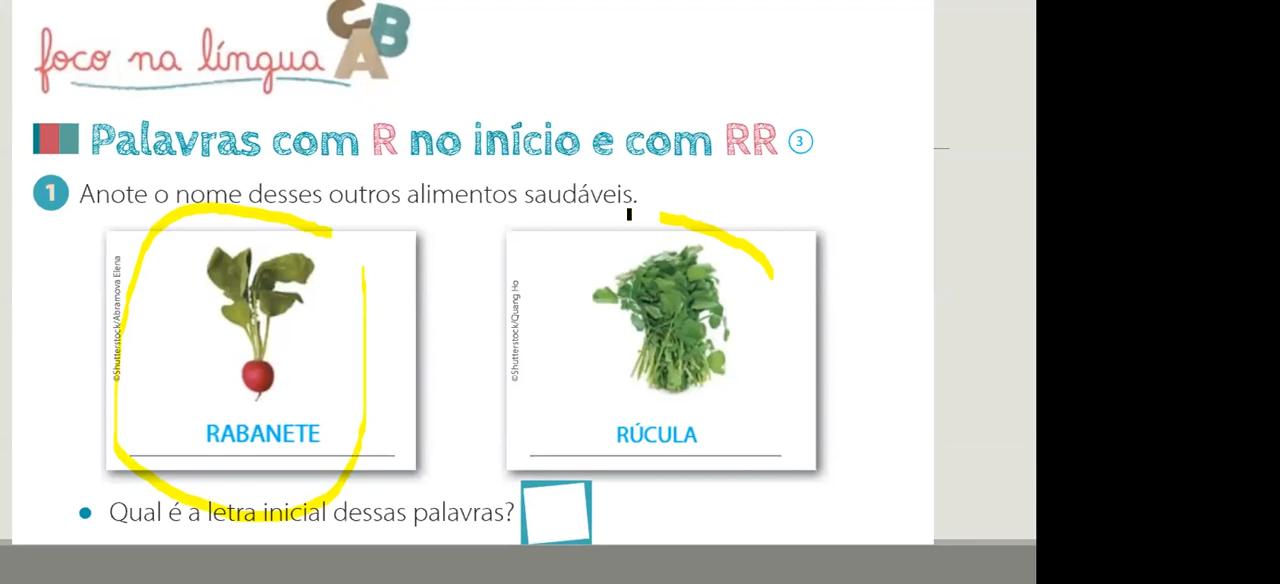 foco na língua
C B A
Palavras com R no início e com RR 3
1 Anote o nome desses outros alimentos saudáveis.
©Shutterstock/Abramova Elena
RABANETE
©Shutterstock/Quang Ho
RÚCULA
• Qual é a letra inicial dessas palavras?